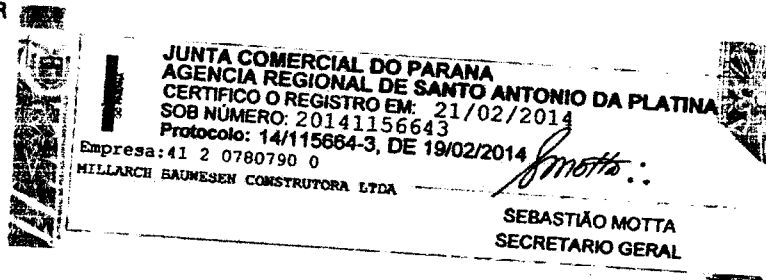 R
JUNTA COMERCIAL DO PARANA
AGENCIA REGIONAL DE SANTO ANTONIO DA PLATINA
CERTIFICO O REGISTRO EM: 21/02/2014
SOB NÚMERO: 20141156643
Protocolo: 14/115664-3, DE 19/02/2014
Empresa:41 2 0780790 0
MILLARCH BAUWESEN CONSTRUTORA LTDA
SEBASTIÃO MOTTA
SECRETARIO GERAL